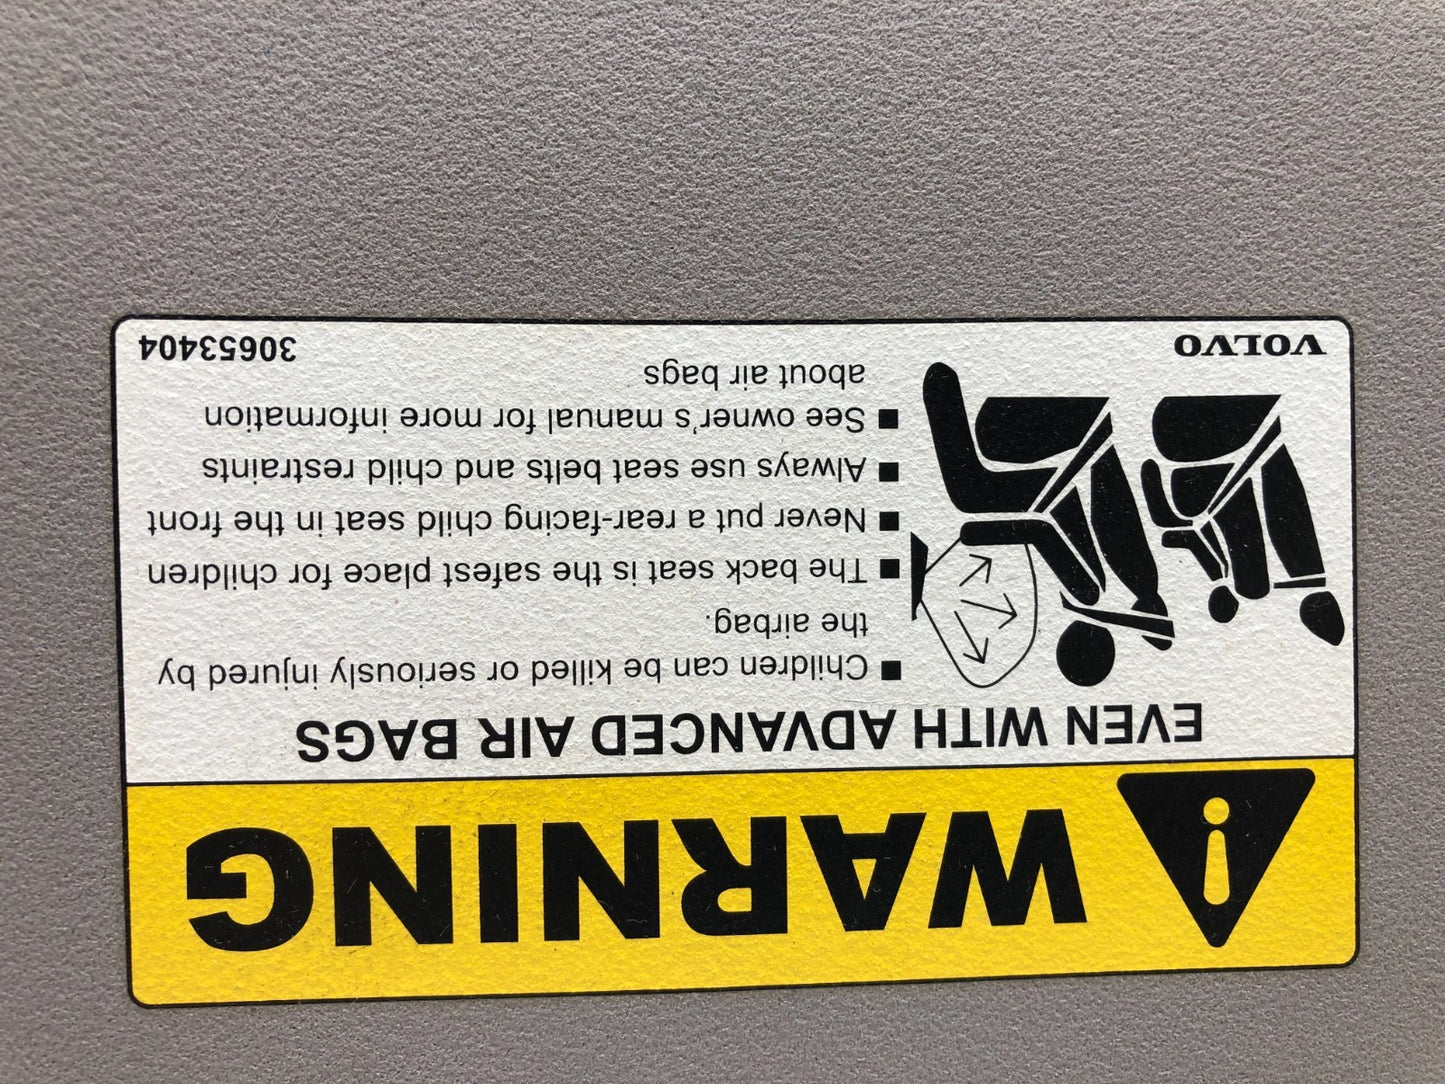 WARNING
EVEN WITH ADVANCED AIR BAGS
■ Children can be killed or seriously injured by
the airbag.
■ The back seat is the safest place for children
■ Never put a rear-facing child seat in the front
■ Always use seat belts and child restraints
■ See owner's manual for more information
about air bags
VOLVO
30653404